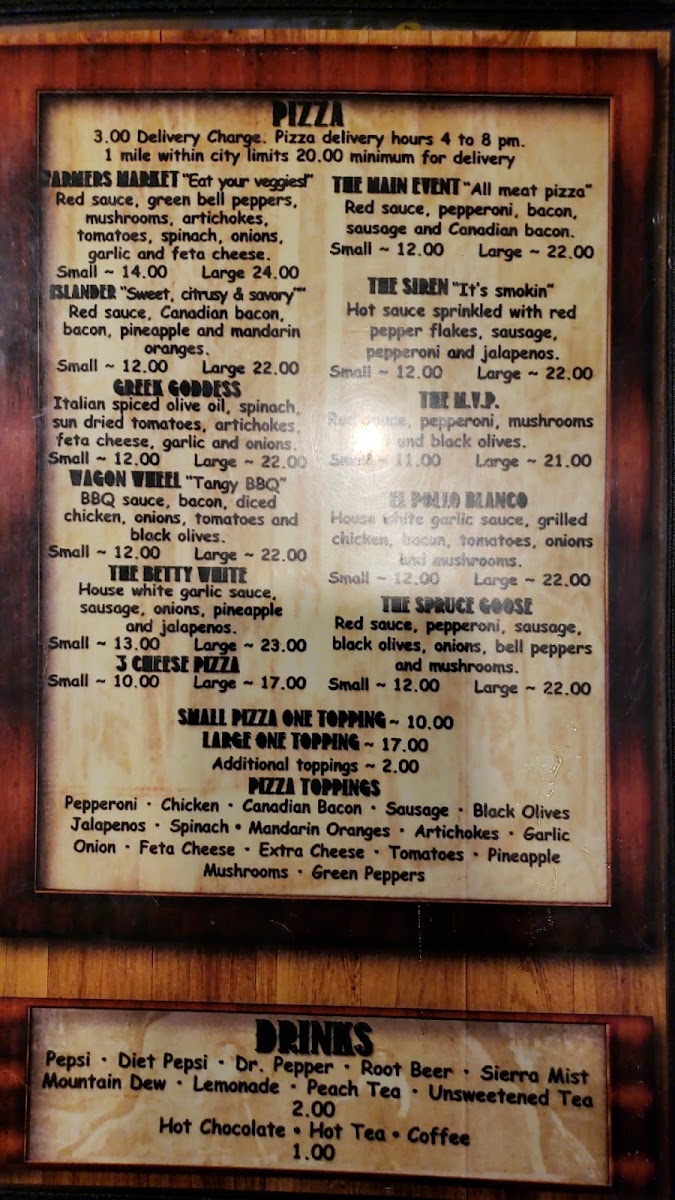 PIZZA
3.00 Delivery Charge. Pizza delivery hours 4 to 8 pm.
1 mile within city limits 20.00 minimum for delivery
FARMERS MARKET "Eat your veggies!"
Red sauce, green bell peppers,
mushrooms, artichokes,
tomatoes, spinach, onions,
garlic and feta cheese.
Small ~ 14.00 Large 24.00
ISLANDER "Sweet, citrusy & savory""
Red sauce, Canadian bacon,
bacon, pineapple and mandarin
oranges.
Small ~ 12.00 Large 22.00
GREEK GODDESS
Italian spiced olive oil, spinach,
sun dried tomatoes, artichokes,
feta cheese, garlic and onions.
Small ~ 12.00 Large ~ 22.00
WAGON WHEEL "Tangy BBQ"
BBQ sauce, bacon, diced
chicken, onions, tomatoes and
black olives.
Small ~ 12.00 Large ~ 22.00
THE BETTY WHITE
House white garlic sauce,
sausage, onions, pineapple
and jalapenos.
Small ~ 13.00 Large ~ 23.00
3 CHEESE PIZZA
Small ~ 10.00 Large ~ 17.00
THE MAIN EVENT "All meat pizza"
Red sauce, pepperoni, bacon,
sausage and Canadian bacon.
Small ~ 12.00 Large ~ 22.00
THE SIREN "It's smokin"
Hot sauce sprinkled with red
pepper flakes, sausage,
pepperoni and jalapenos.
Small ~ 12.00 Large ~ 22.00
THE M.V.P.
Red sauce, pepperoni, mushrooms
and black olives.
Small ~ 11.00 Large ~ 21.00
EL POLLO BLANCO
House white garlic sauce, grilled
chicken, bacon, tomatoes, onions
and mushrooms.
Small ~ 12.00 Large ~ 22.00
THE SPRUCE GOOSE
Red sauce, pepperoni, sausage,
black olives, onions, bell peppers
and mushrooms.
Small ~ 12.00 Large ~ 22.00
SMALL PIZZA ONE TOPPING ~ 10.00
LARGE ONE TOPPING ~ 17.00
Additional toppings ~ 2.00
PIZZA TOPPINGS
Pepperoni • Chicken • Canadian Bacon • Sausage • Black Olives
Jalapenos • Spinach • Mandarin Oranges • Artichokes • Garlic
Onion • Feta Cheese • Extra Cheese • Tomatoes • Pineapple
Mushrooms • Green Peppers
DRINKS
Pepsi • Diet Pepsi • Dr. Pepper • Root Beer • Sierra Mist
Mountain Dew • Lemonade • Peach Tea • Unsweetened Tea
2.00
Hot Chocolate • Hot Tea • Coffee
1.00